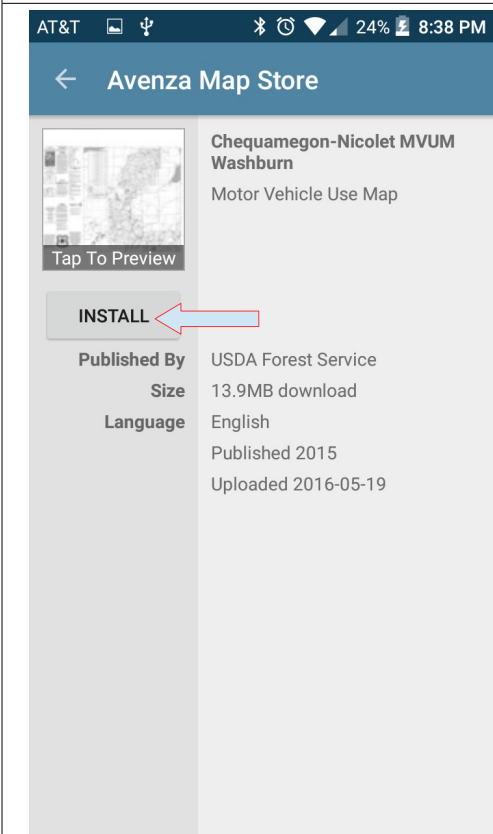 AT&T 24% 8:38 PM
Avenza Map Store
Chequamegon-Nicolet MVUM
Washburn
Motor Vehicle Use Map
Tap To Preview
INSTALL
Published By USDA Forest Service
Size 13.9MB download
Language English
Published 2015
Uploaded 2016-05-19